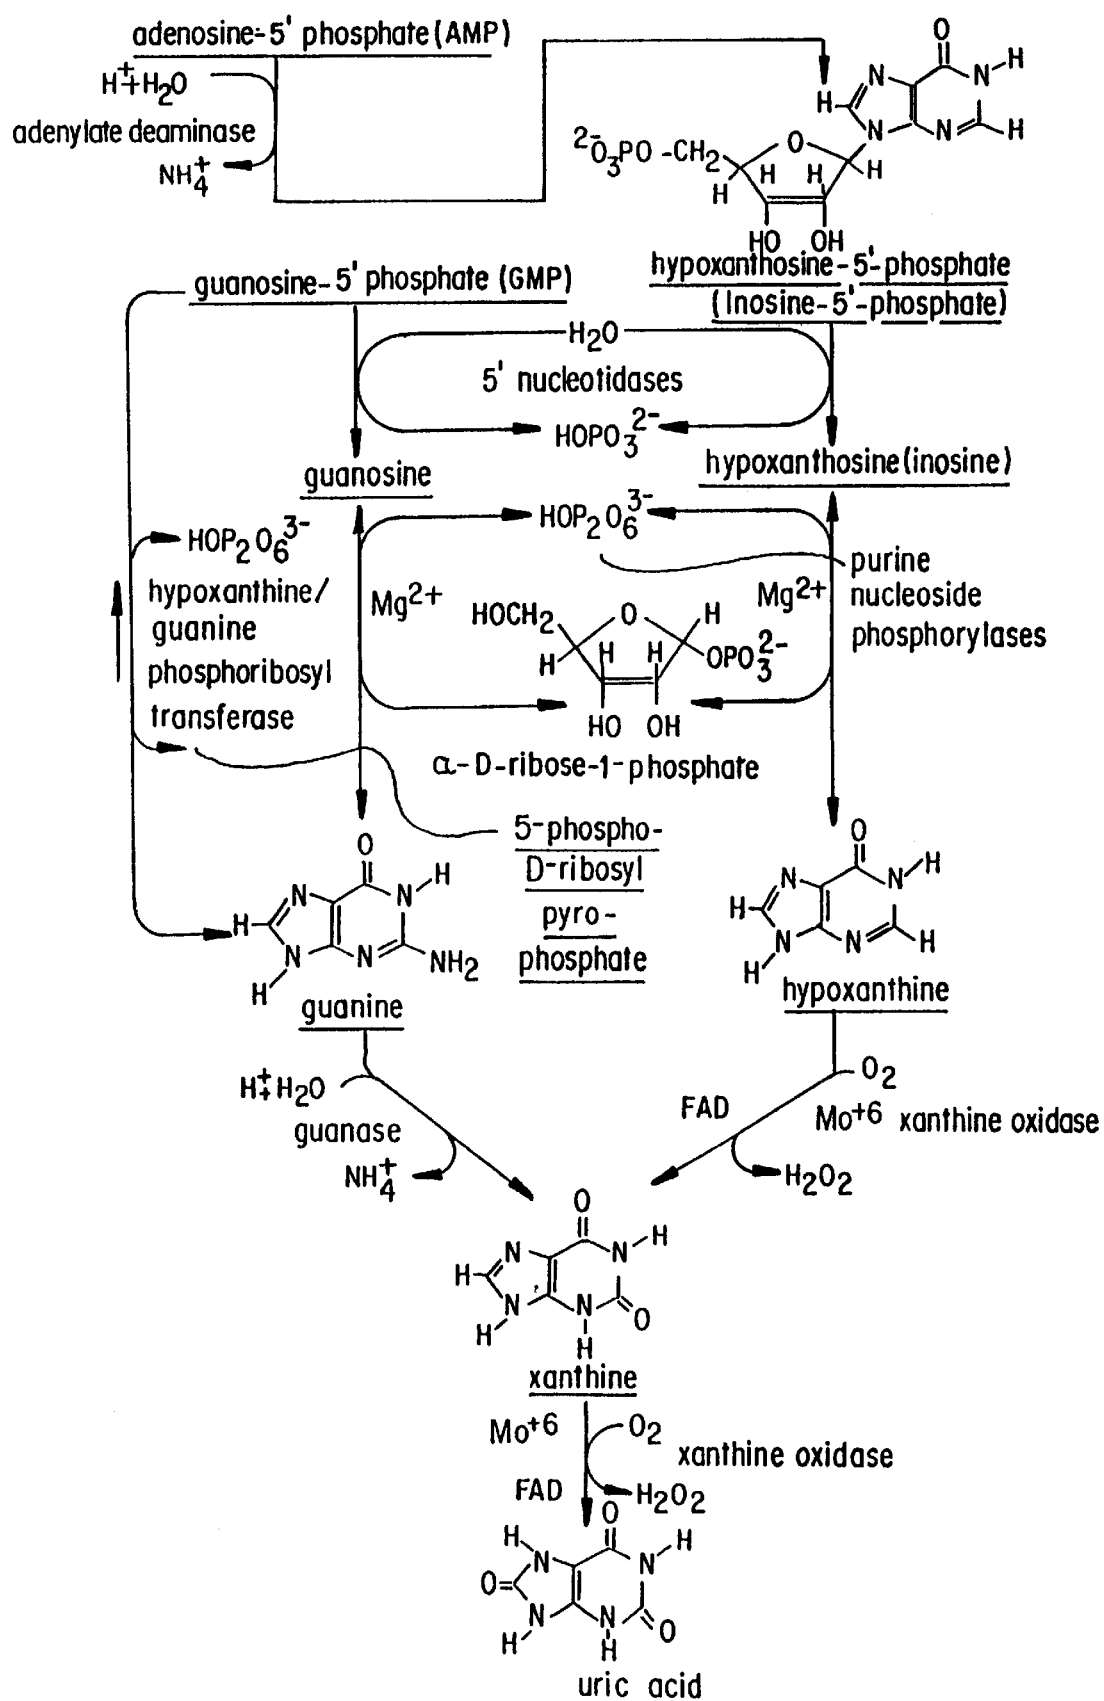 adenosine-5' phosphate (AMP)
H⁺+H₂O
adenylate deaminase
NH₄⁺
O
N
N-H
H
N
N
H
²⁻O₃PO-CH₂
O
H
H
H
H
HO
OH
hypoxanthosine-5'-phosphate
(Inosine-5'-phosphate)
guanosine-5' phosphate (GMP)
H₂O
5' nucleotidases
HOPO₃²⁻
guanosine
hypoxanthosine (inosine)
HOP₂O₆³⁻
HOP₂O₆³⁻
hypoxanthine/
guanine
phosphoribosyl
transferase
Mg²⁺
HOCH₂
O
H
H
H
H
OPO₃²⁻
HO
OH
Mg²⁺
purine
nucleoside
phosphorylases
α-D-ribose-1-phosphate
5-phospho-
D-ribosyl
pyro-
phosphate
O
N
N-H
H
N
H
N
NH₂
guanine
O
N
N-H
H
N
H
N
H
hypoxanthine
H⁺+H₂O
guanase
NH₄⁺
O₂
FAD
Mo⁺⁶ xanthine oxidase
H₂O₂
O
N
N-H
H
N
H
N
H
O
xanthine
Mo⁺⁶
O₂
xanthine oxidase
FAD
H₂O₂
O
H
N
N-H
O
N
H
N
H
O
uric acid